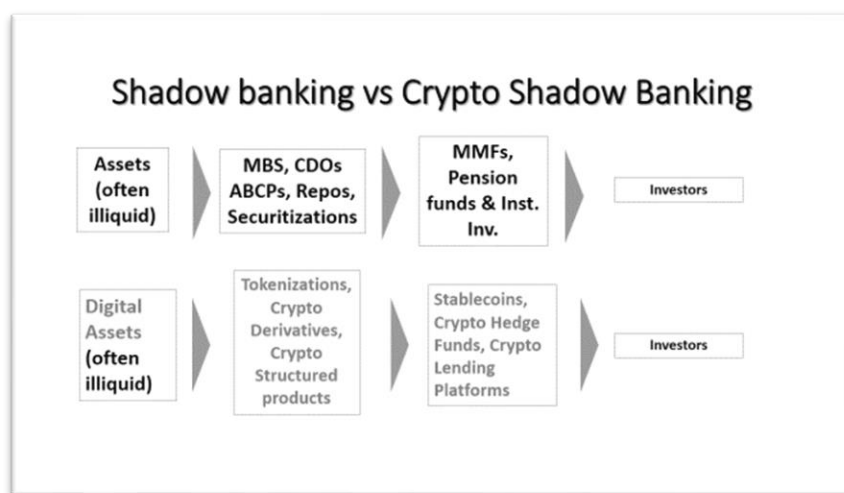 Shadow banking vs Crypto Shadow Banking
Assets
(often
illiquid)
MBS, CDOs
ABCPs, Repos,
Securitizations
MMFs,
Pension
funds & Inst.
Inv.
Investors
Digital
Assets
(often
illiquid)
Tokenizations,
Crypto
Derivatives,
Crypto
Structured
products
Stablecoins,
Crypto Hedge
Funds, Crypto
Lending
Platforms
Investors